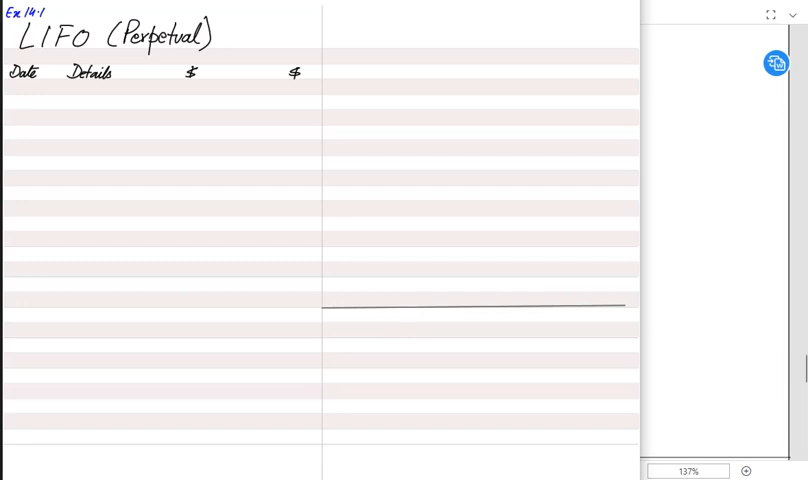 Ex 14.1
LIFO (Perpetual)
Date Details $ $
137%